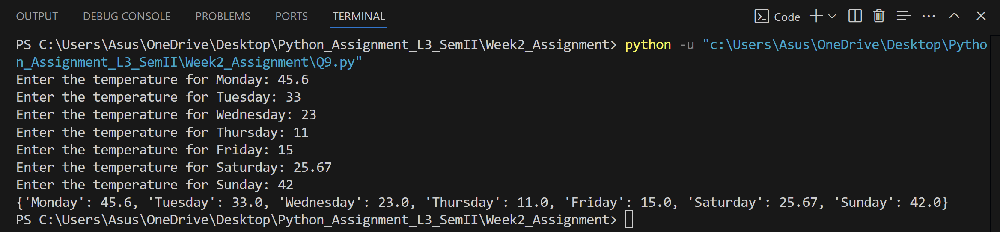 OUTPUT DEBUG CONSOLE PROBLEMS PORTS TERMINAL Code
PS C:\Users\Asus\OneDrive\Desktop\Python_Assignment_L3_SemII\Week2_Assignment> python -u "c:\Users\Asus\OneDrive\Desktop\Pytho
n_Assignment_L3_SemII\Week2_Assignment\Q9.py"
Enter the temperature for Monday: 45.6
Enter the temperature for Tuesday: 33
Enter the temperature for Wednesday: 23
Enter the temperature for Thursday: 11
Enter the temperature for Friday: 15
Enter the temperature for Saturday: 25.67
Enter the temperature for Sunday: 42
{'Monday': 45.6, 'Tuesday': 33.0, 'Wednesday': 23.0, 'Thursday': 11.0, 'Friday': 15.0, 'Saturday': 25.67, 'Sunday': 42.0}
PS C:\Users\Asus\OneDrive\Desktop\Python_Assignment_L3_SemII\Week2_Assignment>